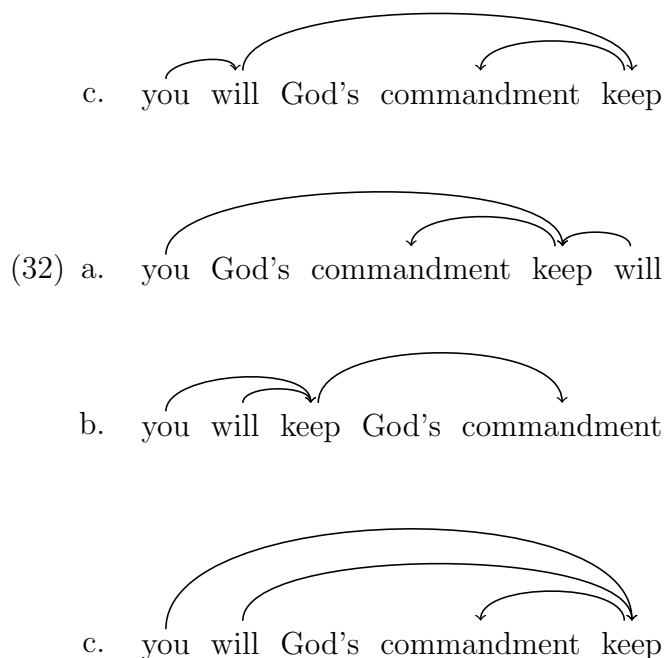 c. you will God's commandment keep
(32) a. you God's commandment keep will
b. you will keep God's commandment
c. you will God's commandment keep